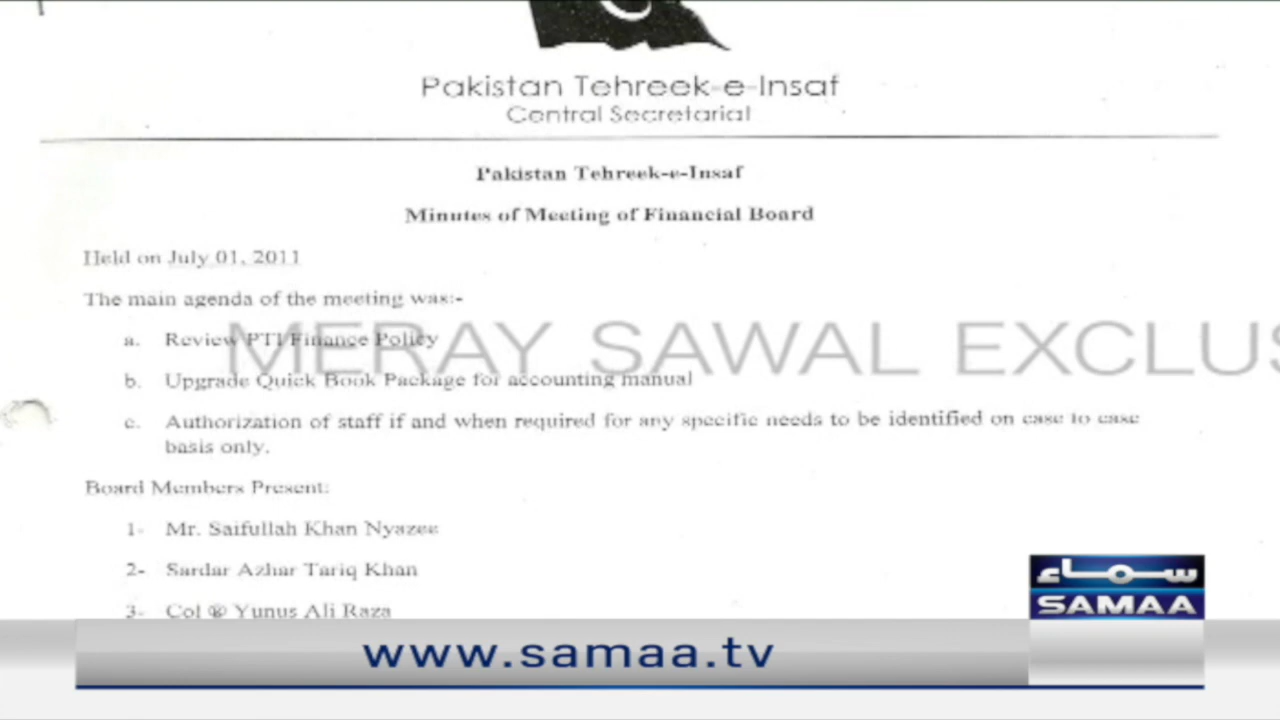 Pakistan Tehreek-e-Insaf
Central Secretariat
Pakistan Tehreek-e-Insaf
Minutes of Meeting of Financial Board
Held on July 01, 2011
The main agenda of the meeting was:-
a. Review PTI Finance Policy
MERAY SAWAL EXCLUS
b. Upgrade Quick Book Package for accounting manual
c. Authorization of staff if and when required for any specific needs to be identified on case to case
basis only.
Board Members Present:
1- Mr. Saifullah Khan Nyazee
2- Sardar Azhar Tariq Khan
3- Col ® Yunus Ali Raza
سماء
SAMAA
www.samaa.tv